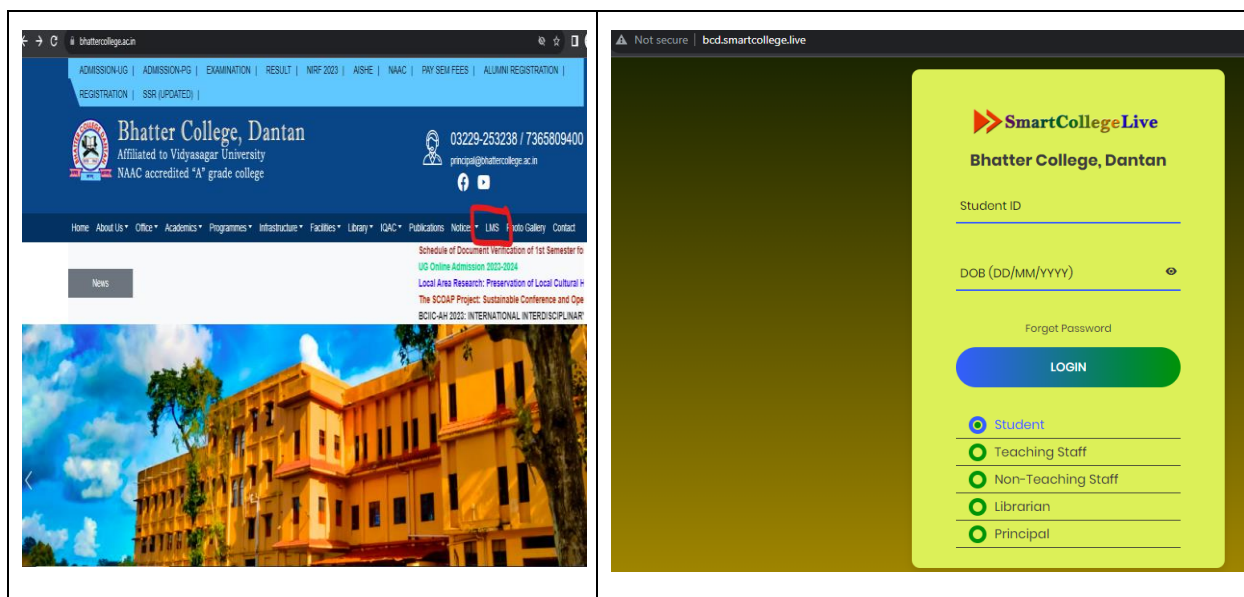 bhattercollege.ac.in
ADMISSION-UG | ADMISSION-PG | EXAMINATION | RESULT | NIRF 2023 | AISHE | NAAC | PAY SEM FEES | ALUMNI REGISTRATION |
REGISTRATION | SSR (UPDATED) |
Bhatter College, Dantan
Affiliated to Vidyasagar University
NAAC accredited “A” grade college
03229-253238 / 7365809400
principal@bhattercollege.ac.in
Home About Us Office Academics Programmes Infrastructure Facilities Library IQAC Publications Notices LMS Photo Gallery Contact
Schedule of Document Verification of 1st Semester fo
UG Online Admission 2023-2024
News
Local Area Research: Preservation of Local Cultural H
The SCOAP Project: Sustainable Conference and Ope
BCIIC-AH 2023: INTERNATIONAL INTERDISCIPLINAR
Not secure | bcd.smartcollege.live
SmartCollegeLive
Bhatter College, Dantan
Student ID
DOB (DD/MM/YYYY)
Forget Password
LOGIN
Student
Teaching Staff
Non-Teaching Staff
Librarian
Principal